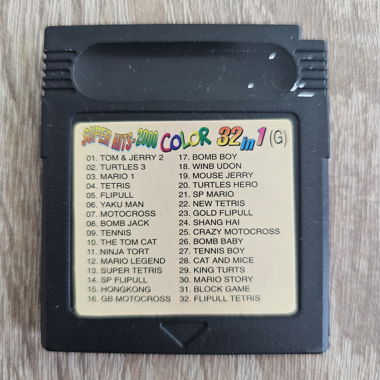 SUPER HITS-2000 COLOR 32 in 1 (G)
01. TOM & JERRY 2
02. TURTLES 3
03. MARIO 1
04. TETRIS
05. FLIPULL
06. YAKU MAN
07. MOTOCROSS
08. BOMB JACK
09. TENNIS
10. THE TOM CAT
11. NINJA TORT
12. MARIO LEGEND
13. SUPER TETRIS
14. SP FLIPULL
15. HONGKONG
16. GB MOTOCROSS
17. BOMB BOY
18. WINB UDON
19. MOUSE JERRY
20. TURTLES HERO
21. SP MARIO
22. NEW TETRIS
23. GOLD FLIPULL
24. SHANG HAI
25. CRAZY MOTOCROSS
26. BOMB BABY
27. TENNIS BOY
28. CAT AND MICE
29. KING TURTS
30. MARIO STORY
31. BLOCK GAME
32. FLIPULL TETRIS